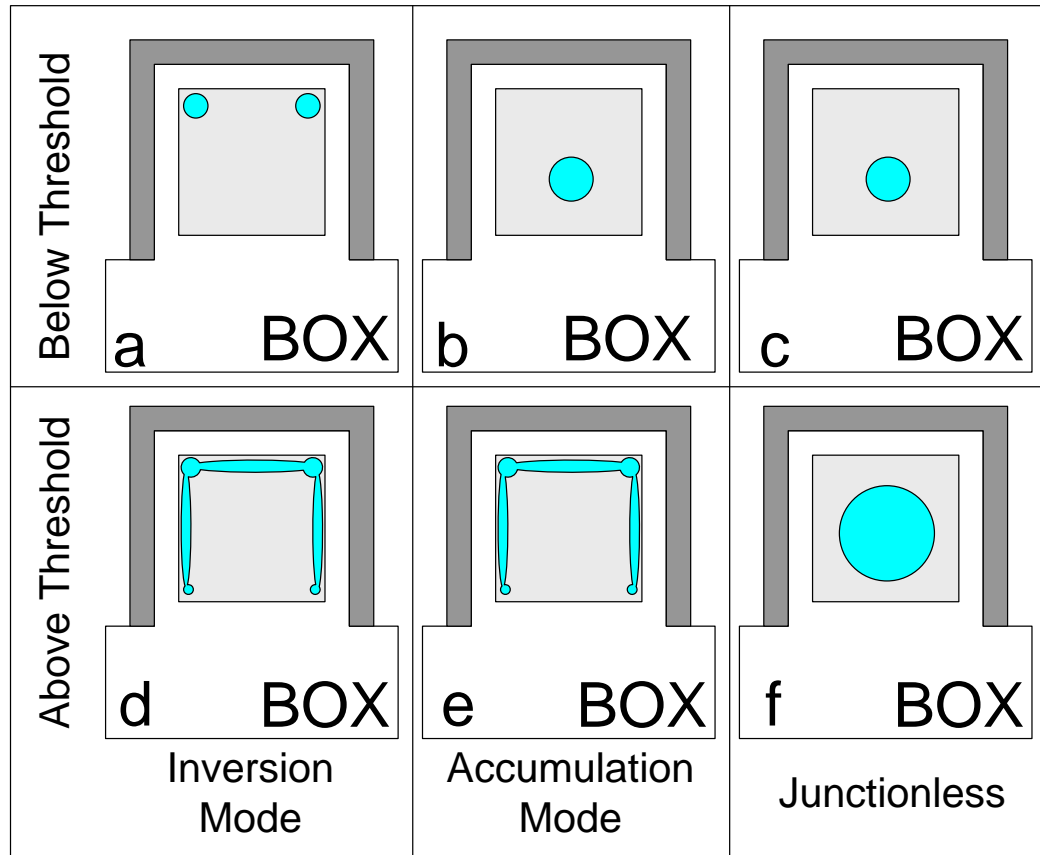 Below Threshold
a BOX
b BOX
c BOX
Above Threshold
d BOX
e BOX
f BOX
Inversion
Mode
Accumulation
Mode
Junctionless